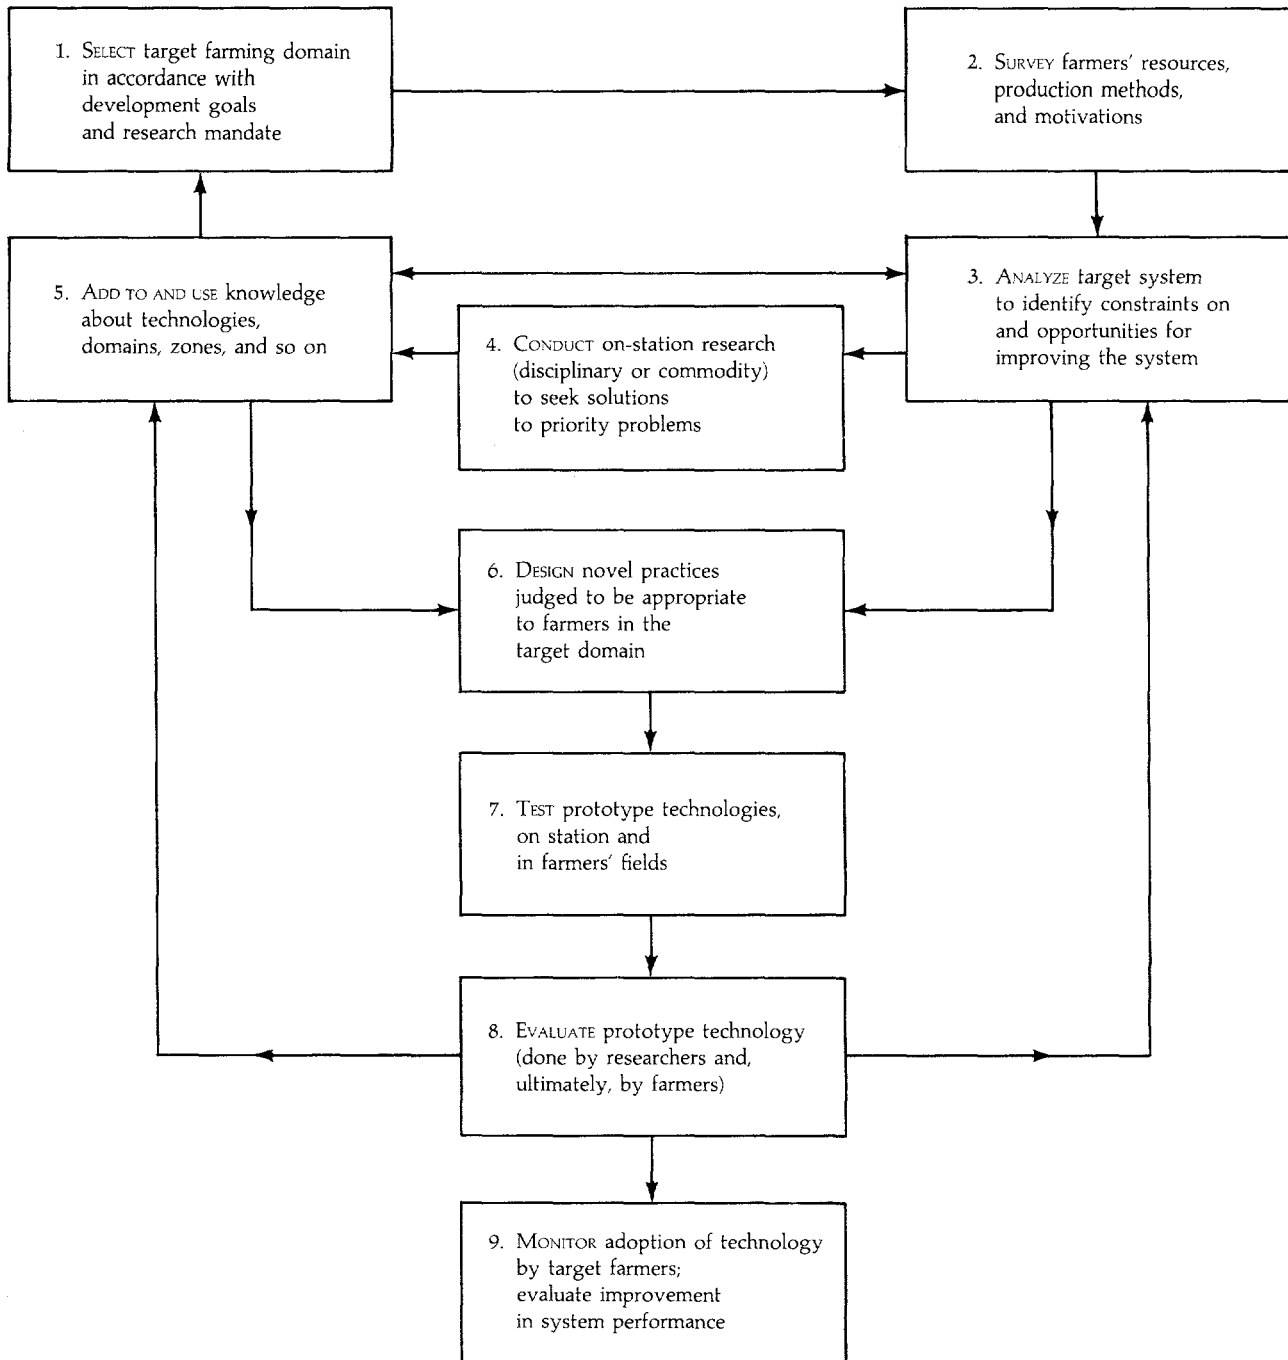 1. SELECT target farming domain
in accordance with
development goals
and research mandate
2. SURVEY farmers' resources,
production methods,
and motivations
5. ADD TO AND USE knowledge
about technologies,
domains, zones, and so on
3. ANALYZE target system
to identify constraints on
and opportunities for
improving the system
4. CONDUCT on-station research
(disciplinary or commodity)
to seek solutions
to priority problems
6. DESIGN novel practices
judged to be appropriate
to farmers in the
target domain
7. TEST prototype technologies,
on station and
in farmers' fields
8. EVALUATE prototype technology
(done by researchers and,
ultimately, by farmers)
9. MONITOR adoption of technology
by target farmers;
evaluate improvement
in system performance